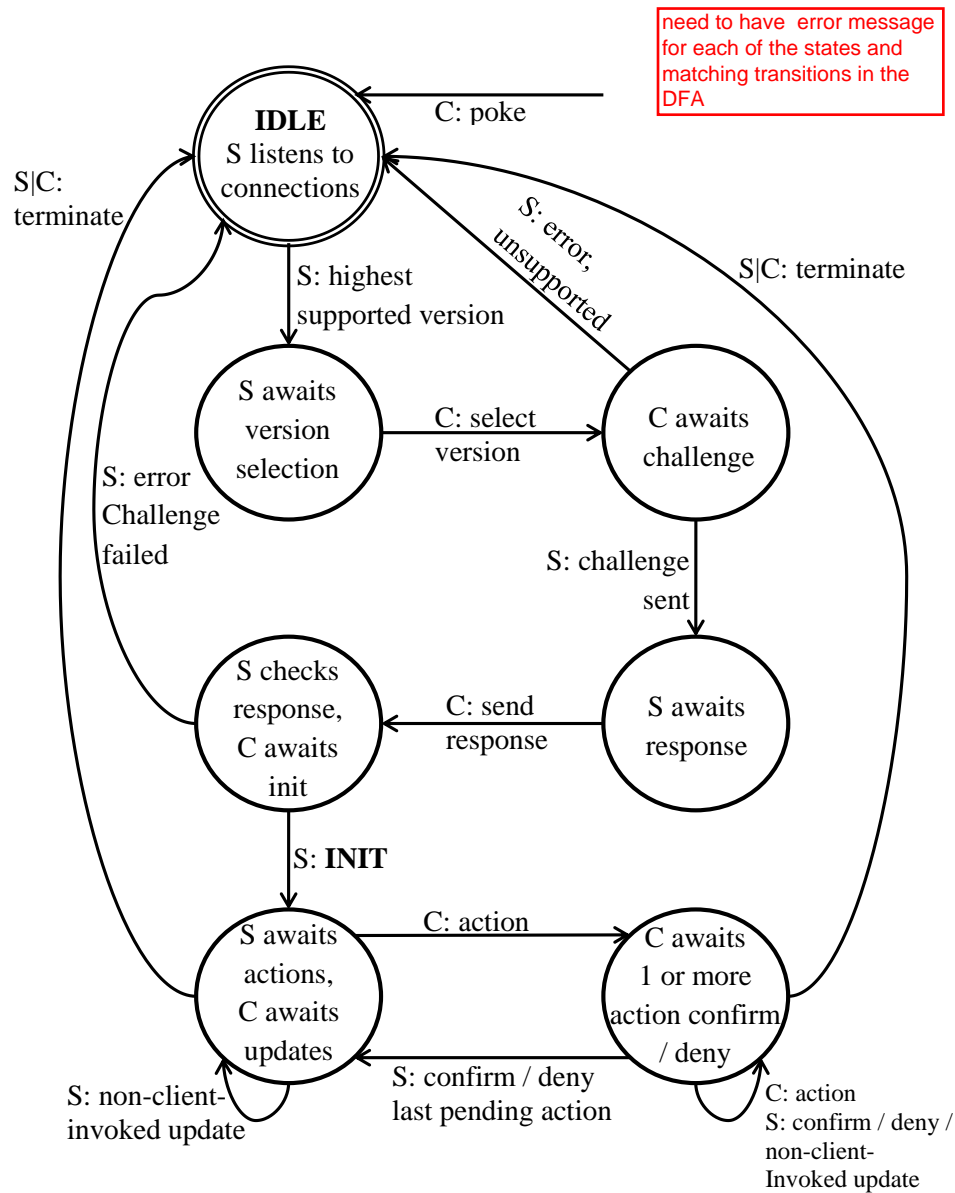 need to have error message
for each of the states and
matching transitions in the
DFA
C: poke
IDLE
S listens to
connections
S|C:
terminate
S: error,
unsupported
S|C: terminate
S: highest
supported version
S awaits
version
selection
C: select
version
C awaits
challenge
S: error
Challenge
failed
S: challenge
sent
S checks
response,
C awaits
init
C: send
response
S awaits
response
S: INIT
S awaits
actions,
C awaits
updates
C: action
C awaits
1 or more
action confirm
/ deny
S: confirm / deny
last pending action
S: non-client-
invoked update
C: action
S: confirm / deny /
non-client-
Invoked update